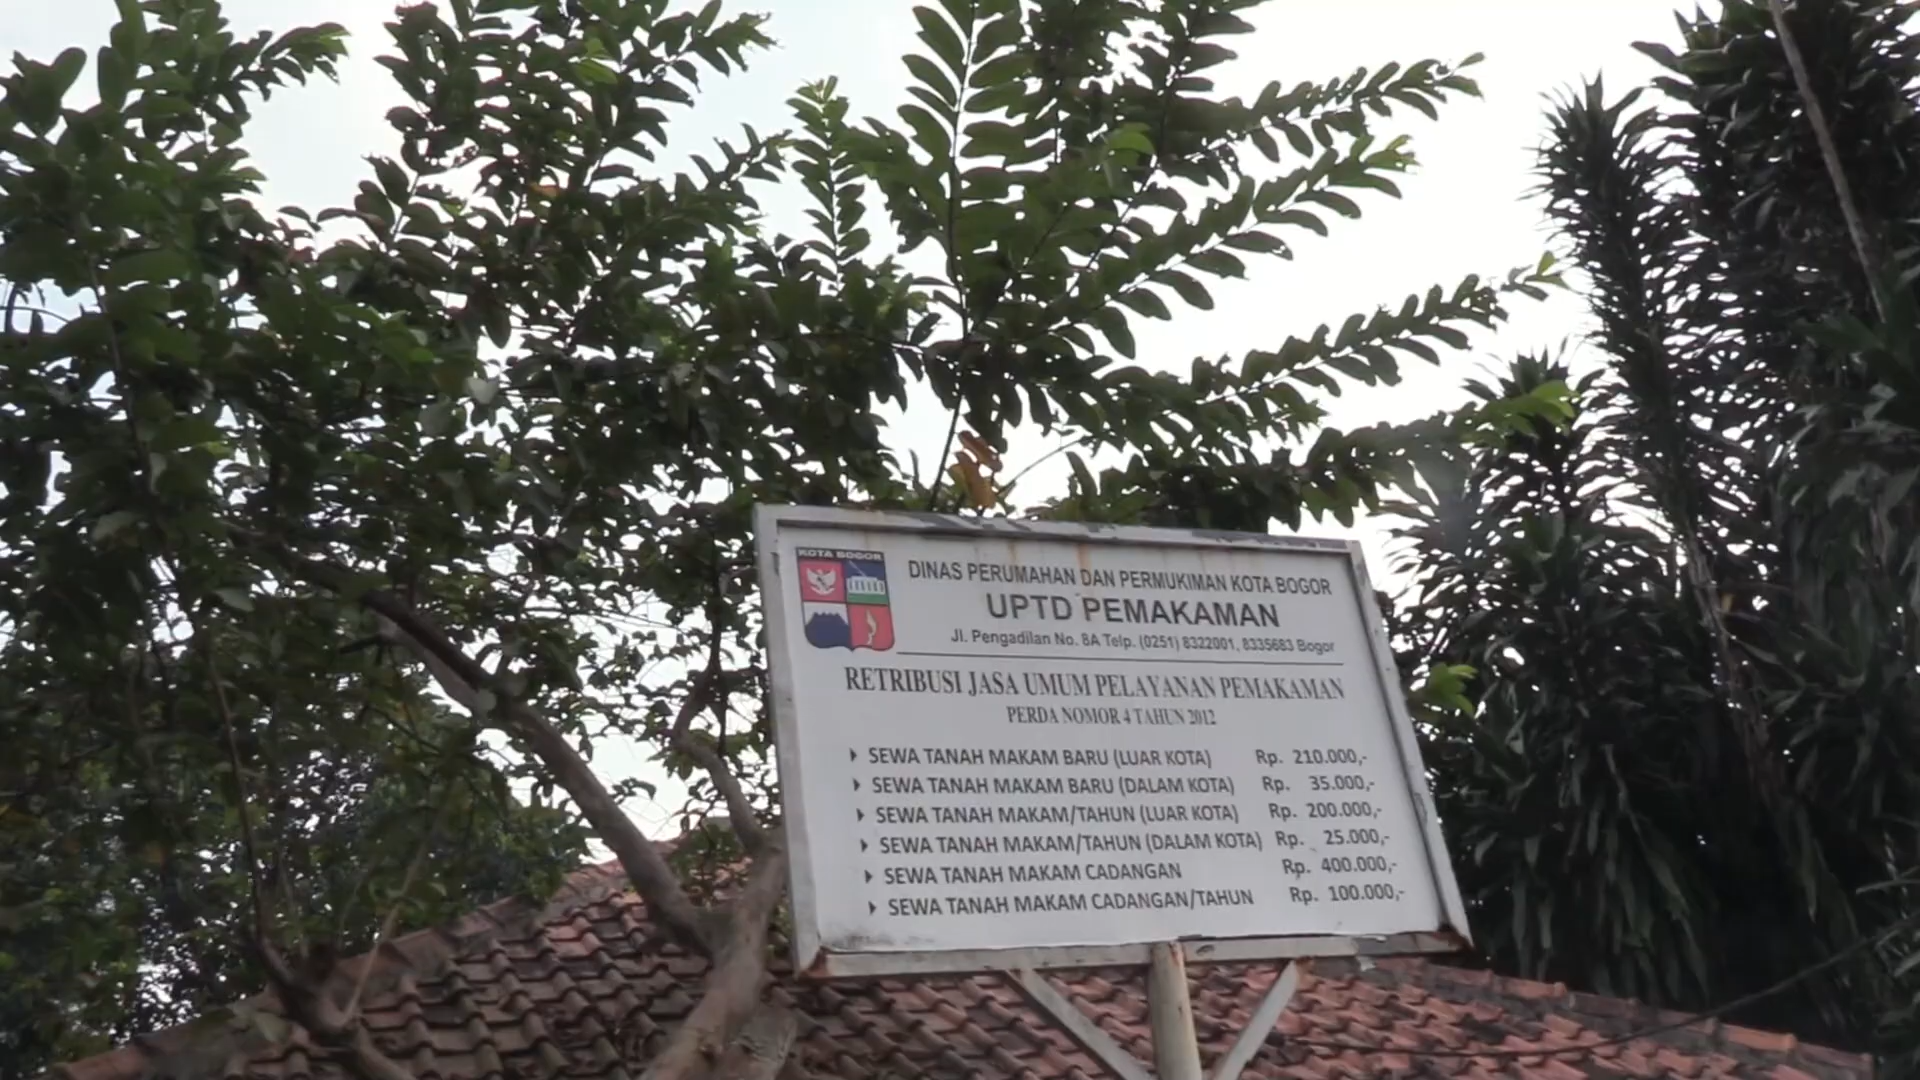 KOTA BOGOR
DINAS PERUMAHAN DAN PERMUKIMAN KOTA BOGOR
UPTD PEMAKAMAN
Jl. Pengadilan No. 8A Telp. (0251) 8322001, 8335683 Bogor
RETRIBUSI JASA UMUM PELAYANAN PEMAKAMAN
PERDA NOMOR 4 TAHUN 2012
SEWA TANAH MAKAM BARU (LUAR KOTA) Rp. 210.000,-
SEWA TANAH MAKAM BARU (DALAM KOTA) Rp. 35.000,-
SEWA TANAH MAKAM/TAHUN (LUAR KOTA) Rp. 200.000,-
SEWA TANAH MAKAM/TAHUN (DALAM KOTA) Rp. 25.000,-
SEWA TANAH MAKAM CADANGAN Rp. 400.000,-
SEWA TANAH MAKAM CADANGAN/TAHUN Rp. 100.000,-